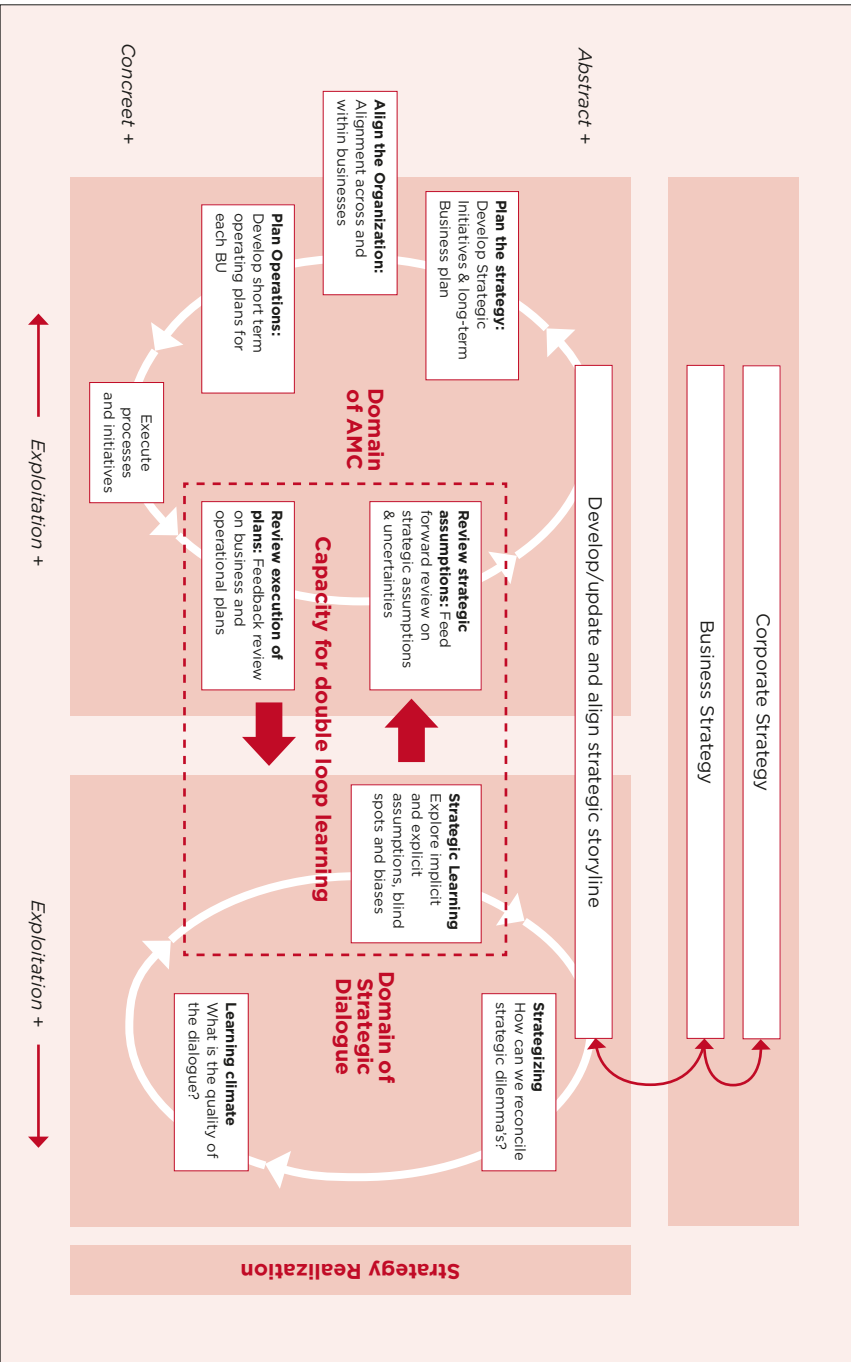 Corporate Strategy
Business Strategy
Develop/update and align strategic storyline
Abstract +
Concreet +
Plan the strategy:
Develop Strategic
Initiatives & long-term
Business plan
Align the Organization:
Alignment across and
within businesses
Plan Operations:
Develop short term
operating plans for
each BU
Execute
processes
and initiatives
Domain
of AMC
Review strategic
assumptions: Feed
forward review on
strategic assumptions
& uncertainties
Review execution of
plans: Feedback review
on business and
operational plans
Capacity for double loop learning
Strategic Learning
Explore implicit
and explicit
assumptions, blind
spots and biases
Domain of
Strategic
Dialogue
Strategizing
How can we reconcile
strategic dilemma's?
Learning climate
What is the quality of
the dialogue?
Strategy Realization
Exploitation +
Exploitation +